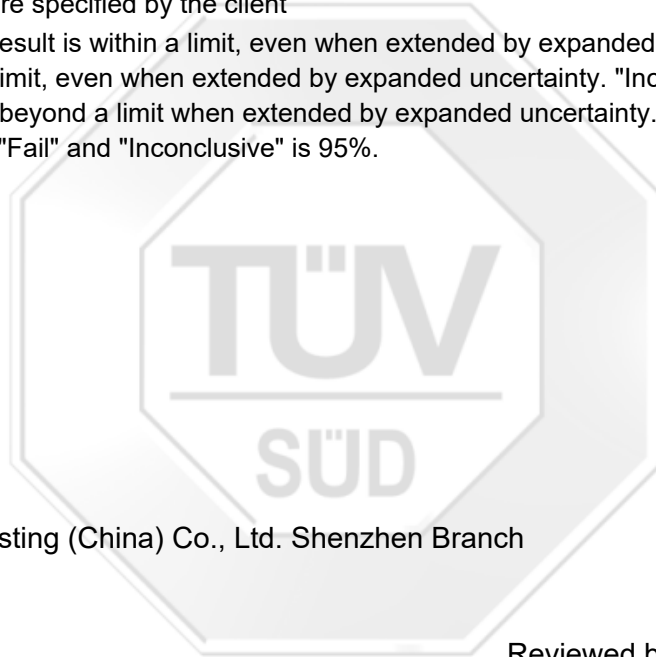 re specified by the client
esult is within a limit, even when extended by expanded
imit, even when extended by expanded uncertainty. "Inc
beyond a limit when extended by expanded uncertainty.
"Fail" and "Inconclusive" is 95%.
TÜV
SÜD
sting (China) Co., Ltd. Shenzhen Branch
Reviewed b